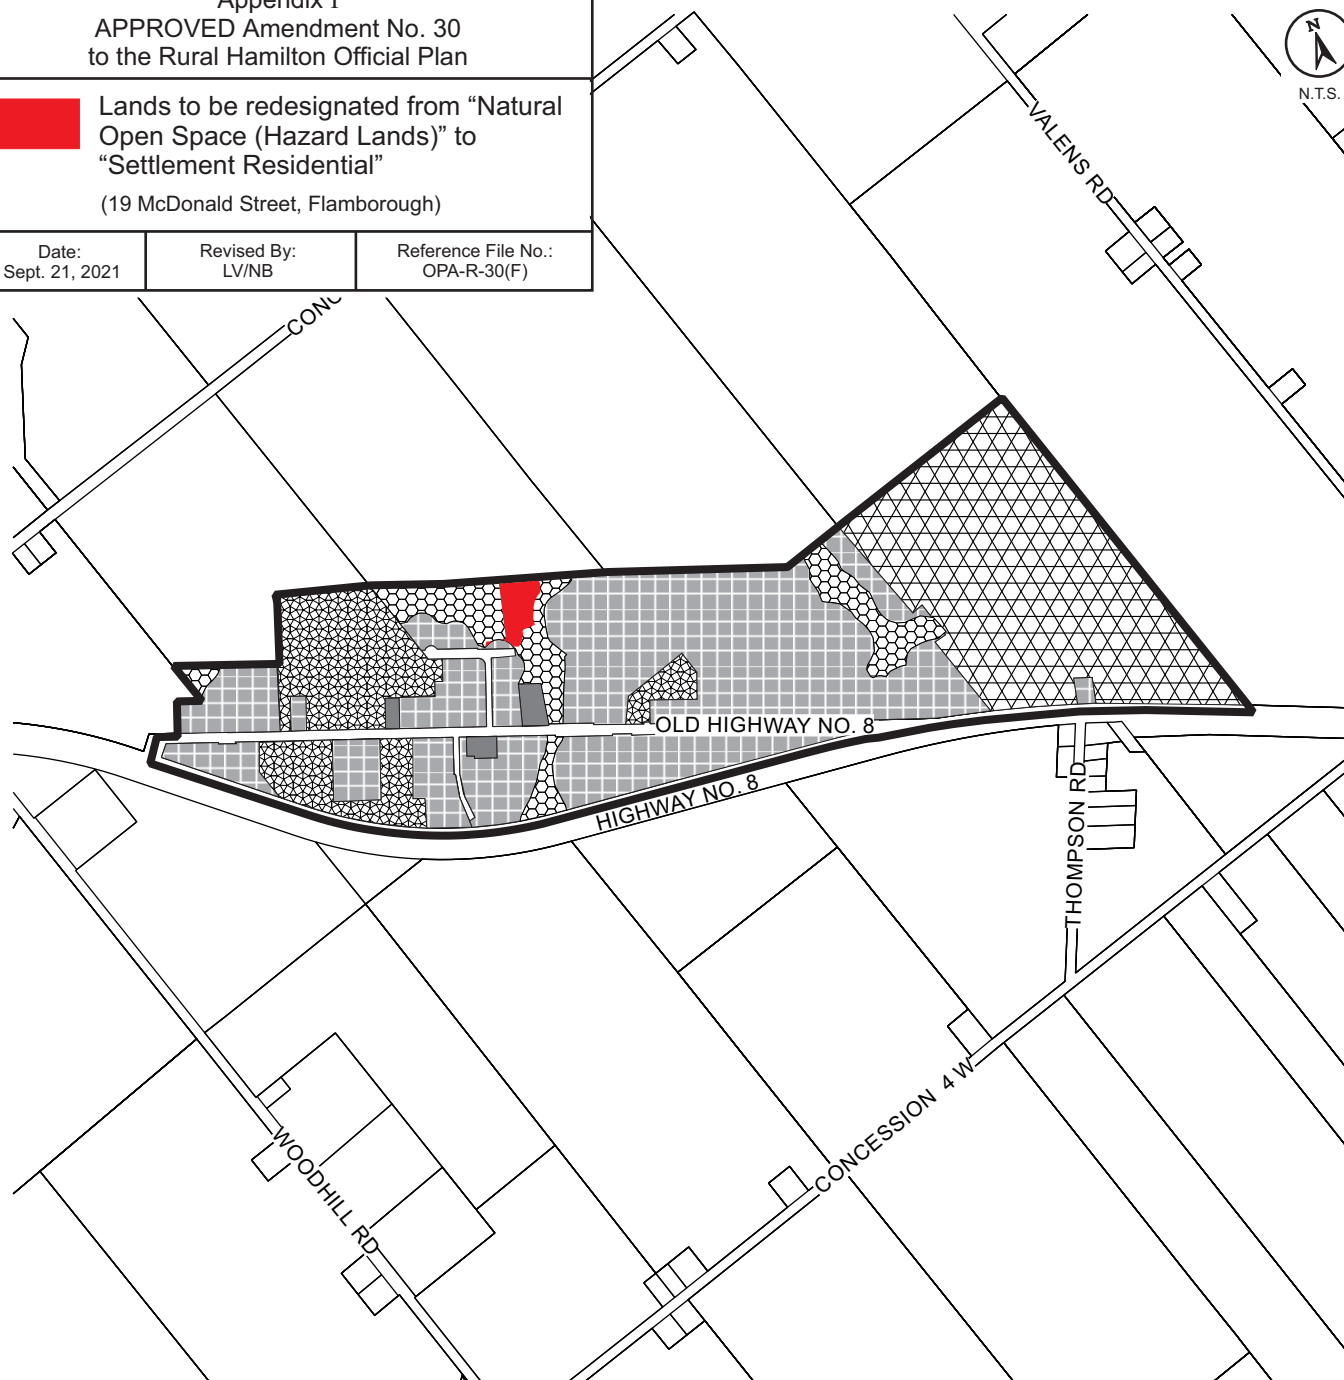 Appendix I
APPROVED Amendment No. 30
to the Rural Hamilton Official Plan
Lands to be redesignated from “Natural
Open Space (Hazard Lands)” to
“Settlement Residential”
(19 McDonald Street, Flamborough)
Date:
Sept. 21, 2021
Revised By:
LV/NB
Reference File No.:
OPA-R-30(F)
N
N.T.S.
VALENS RD
OLD HIGHWAY NO. 8
HIGHWAY NO. 8
THOMPSON RD
CONCESSION 4 W
WOODHILL RD